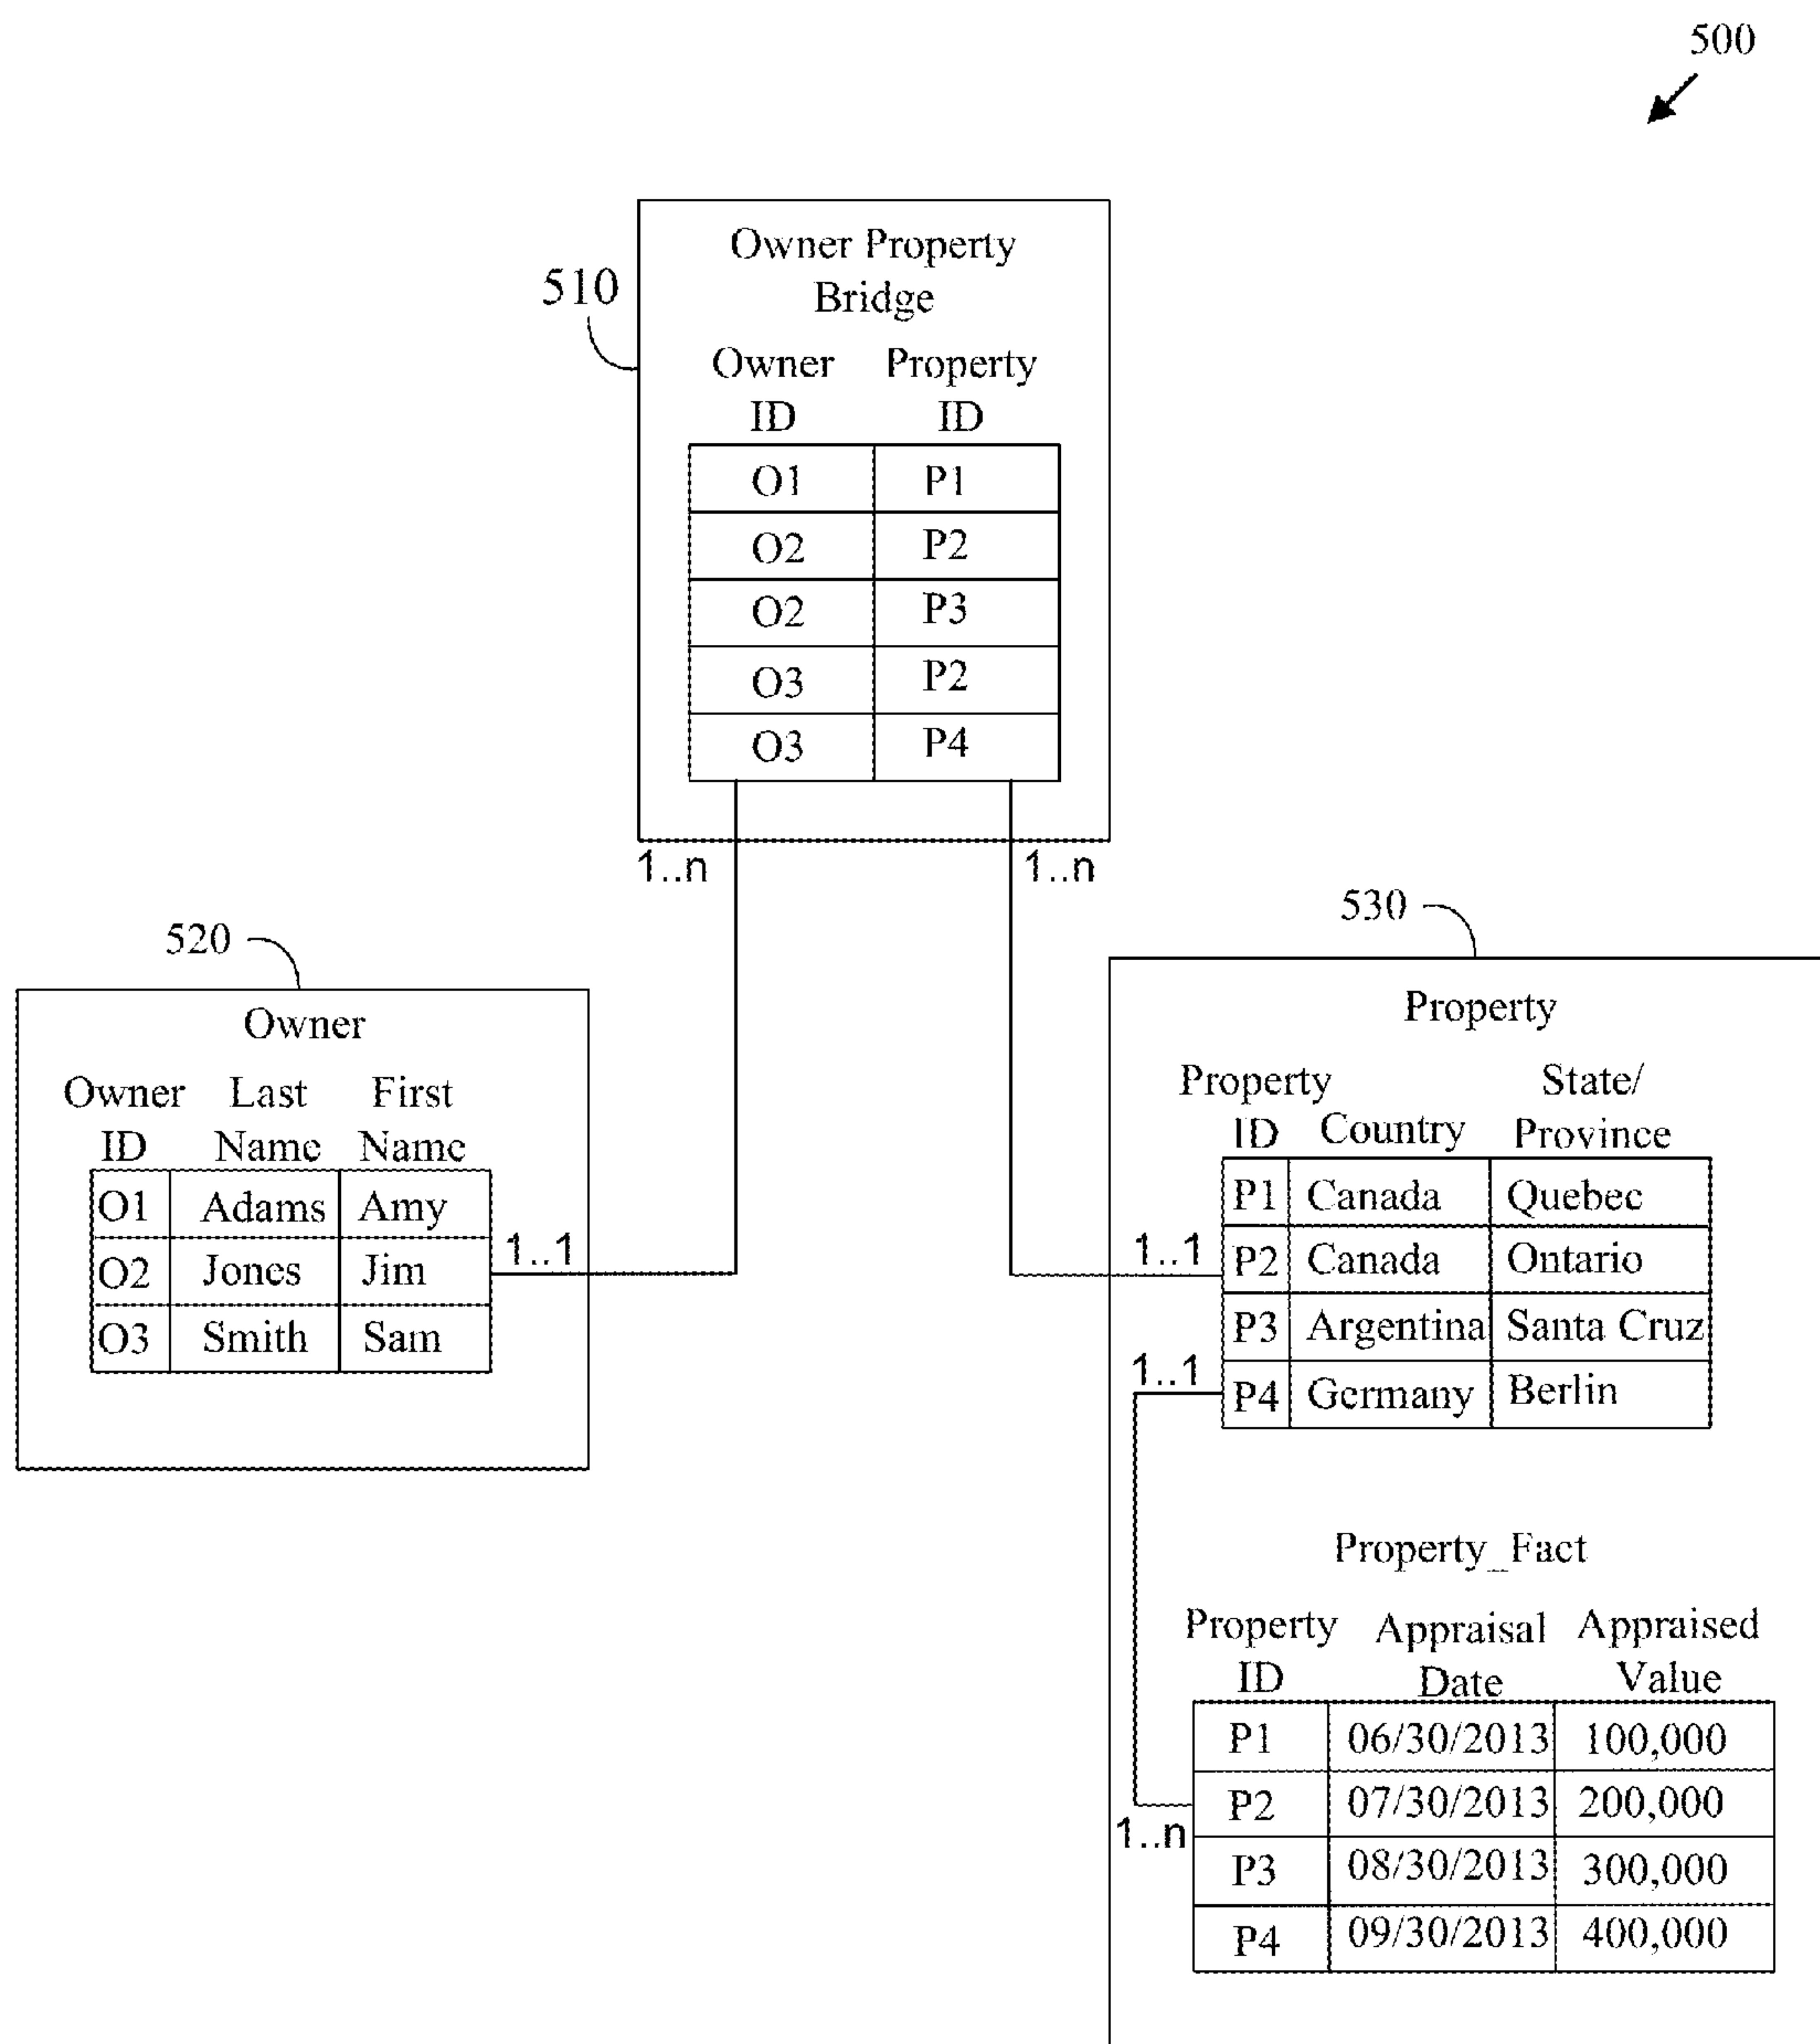 500
510
Owner Property
Bridge
Owner Property
ID ID
O1 P1
O2 P2
O2 P3
O3 P2
O3 P4
1..n 1..n
520
Owner
Owner Last First
ID Name Name
O1 Adams Amy
O2 Jones Jim
O3 Smith Sam
1..1
530
Property
Property State/
ID Country Province
P1 Canada Quebec
1..1 P2 Canada Ontario
P3 Argentina Santa Cruz
1..1 P4 Germany Berlin
Property_Fact
Property Appraisal Appraised
ID Date Value
P1 06/30/2013 100,000
P2 07/30/2013 200,000
1..n
P3 08/30/2013 300,000
P4 09/30/2013 400,000